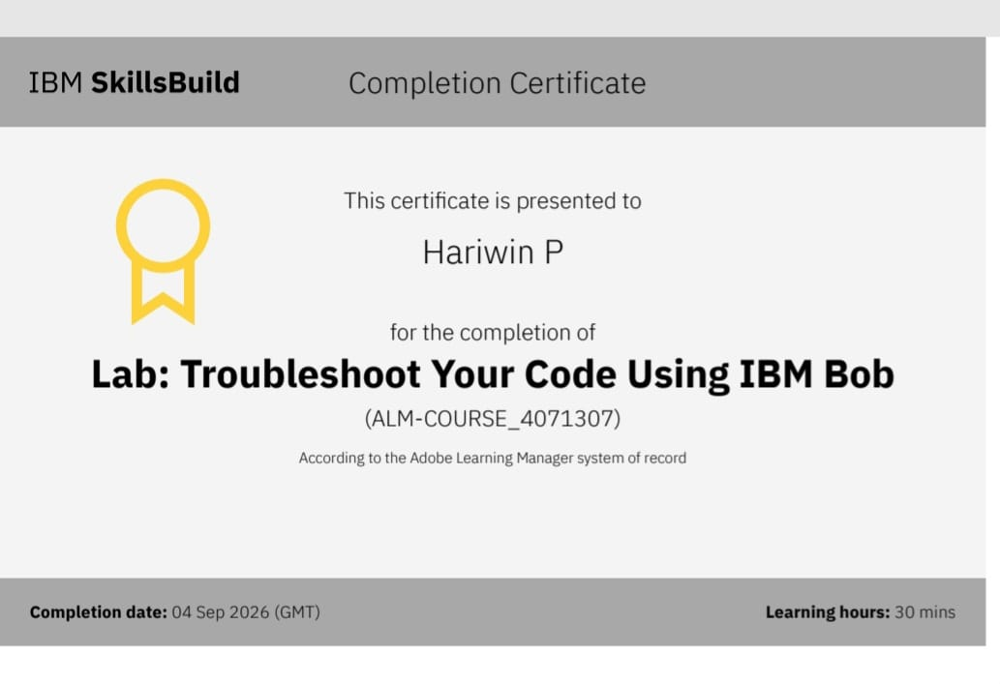 IBM SkillsBuild
Completion Certificate
This certificate is presented to
Hariwin P
for the completion of
Lab: Troubleshoot Your Code Using IBM Bob
(ALM-COURSE_4071307)
According to the Adobe Learning Manager system of record
Completion date: 04 Sep 2026 (GMT)
Learning hours: 30 mins